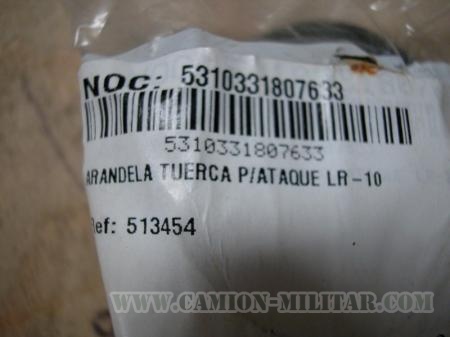 NOC: 5310331807633
5310331807633
ARANDELA TUERCA P/ATAQUE LR-10
Ref: 513454
WWW.CAMION-MILITAR.COM